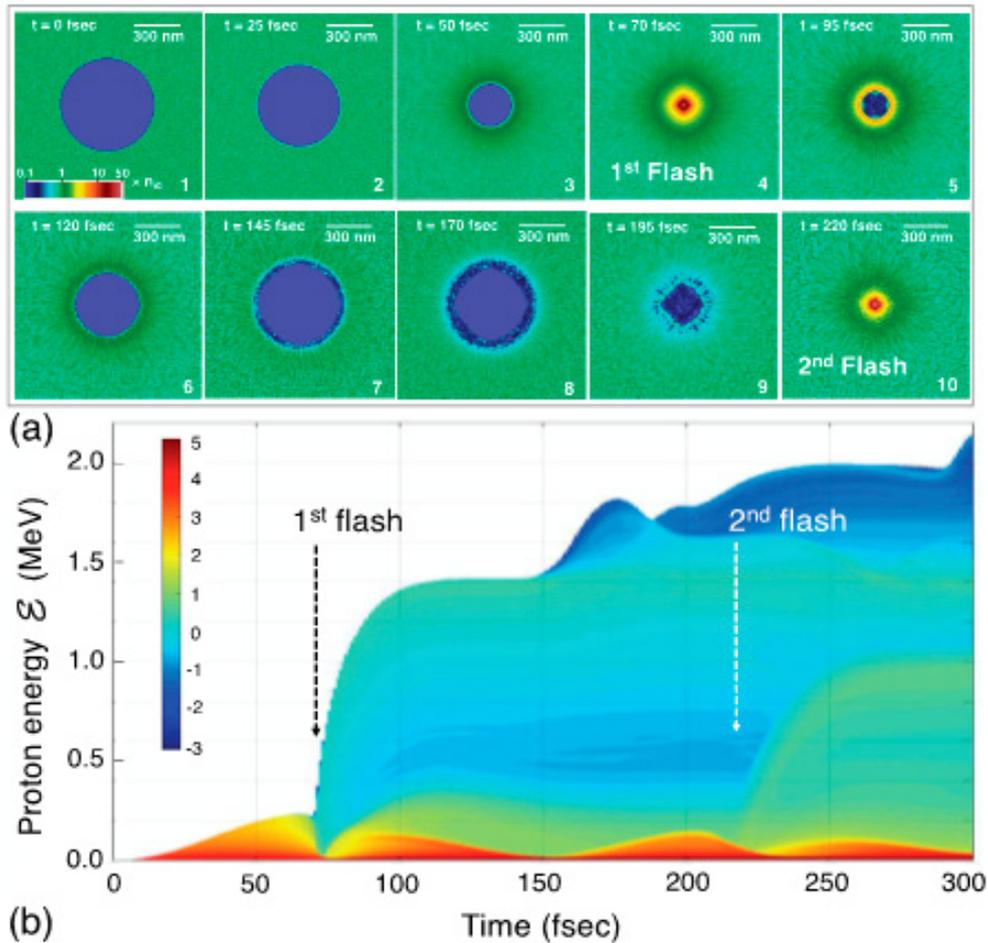 t = 0 fsec 300 nm t = 25 fsec 300 nm t = 50 fsec 300 nm t = 70 fsec 300 nm t = 95 fsec 300 nm
1st Flash
0.1 1 10 50
1 2 3 4 5
t = 120 fsec 300 nm t = 145 fsec 300 nm t = 170 fsec 300 nm t = 195 fsec 300 nm t = 220 fsec 300 nm
2nd Flash
6 7 8 9 10
(a)
Proton energy ℰ (MeV)
2.0
1.5
1.0
0.5
0.0
5
4
3
2
1
0
-1
-2
-3
1st flash
2nd flash
0 50 100 150 200 250 300
Time (fsec)
(b)